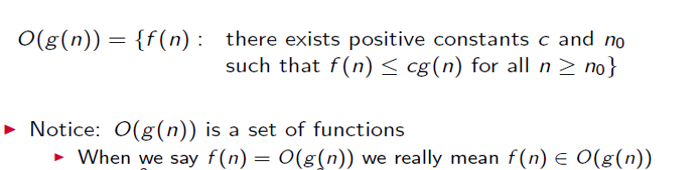 O(g(n)) = {f(n) : there exists positive constants c and n₀
such that f(n) ≤ cg(n) for all n ≥ n₀}
▶ Notice: O(g(n)) is a set of functions
▶ When we say f(n) = O(g(n)) we really mean f(n) ∈ O(g(n))